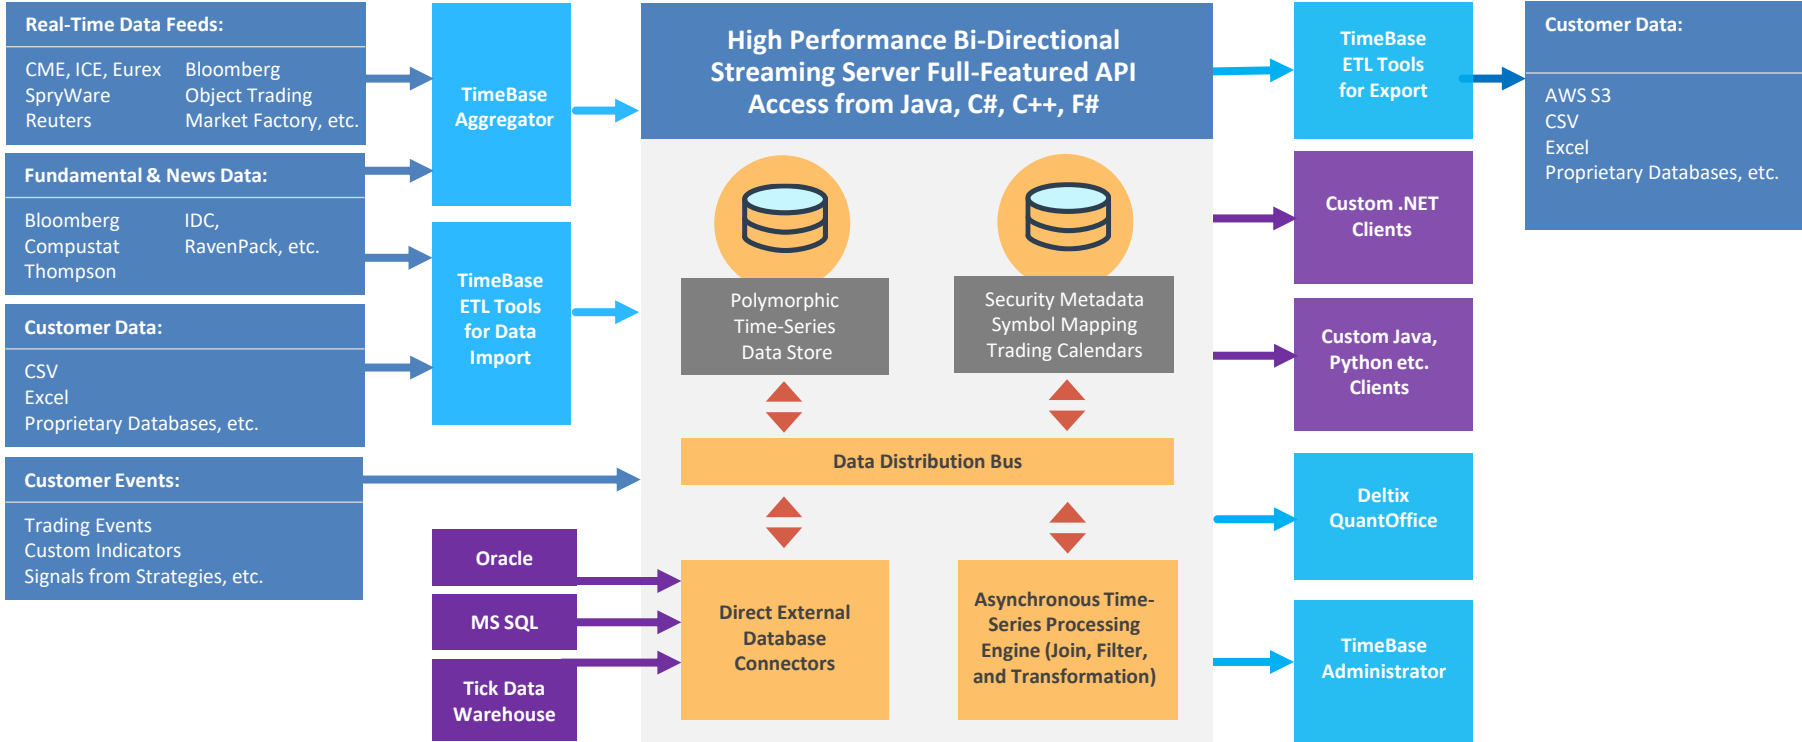 Real-Time Data Feeds:
CME, ICE, Eurex
SpryWare
Reuters
Bloomberg
Object Trading
Market Factory, etc.
Fundamental & News Data:
Bloomberg
Compustat
Thompson
IDC,
RavenPack, etc.
Customer Data:
CSV
Excel
Proprietary Databases, etc.
Customer Events:
Trading Events
Custom Indicators
Signals from Strategies, etc.
TimeBase
Aggregator
TimeBase
ETL Tools
for Data
Import
Oracle
MS SQL
Tick Data
Warehouse
High Performance Bi-Directional
Streaming Server Full-Featured API
Access from Java, C#, C++, F#
Polymorphic
Time-Series
Data Store
Security Metadata
Symbol Mapping
Trading Calendars
Data Distribution Bus
Direct External
Database
Connectors
Asynchronous Time-
Series Processing
Engine (Join, Filter,
and Transformation)
TimeBase
ETL Tools
for Export
Custom .NET
Clients
Custom Java,
Python etc.
Clients
Deltix
QuantOffice
TimeBase
Administrator
Customer Data:
AWS S3
CSV
Excel
Proprietary Databases, etc.